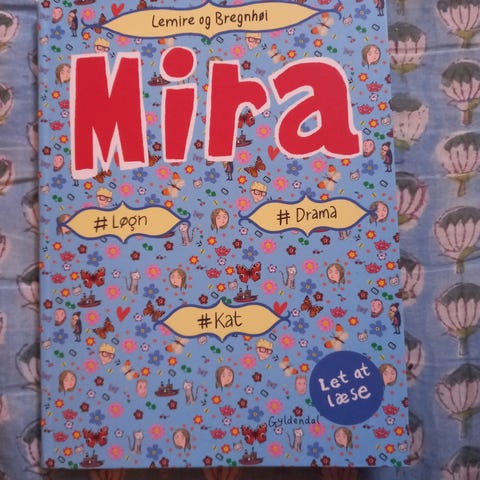 Lemire og Bregnhøi
Mira
#Løgn
# Drama
#Kat
Let at
læse
Gyldendal